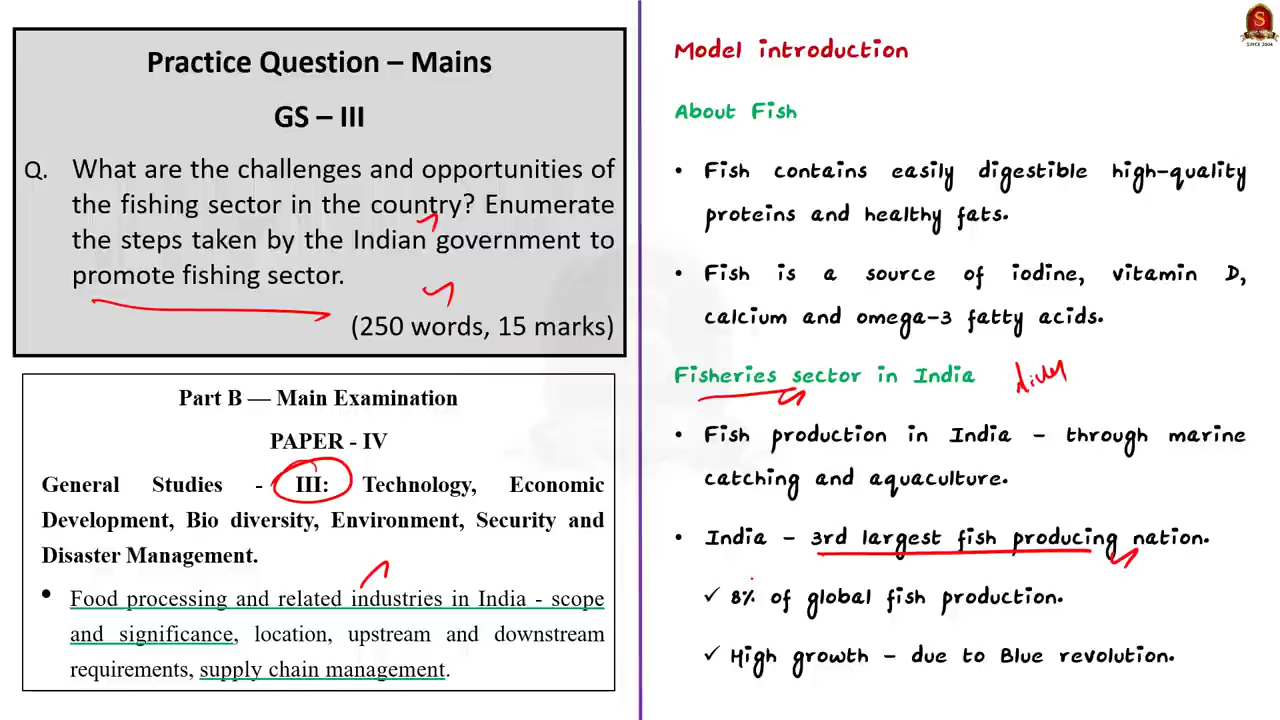 Practice Question – Mains
GS – III
Q. What are the challenges and opportunities of
the fishing sector in the country? Enumerate
the steps taken by the Indian government to
promote fishing sector.
(250 words, 15 marks)
Part B — Main Examination
PAPER - IV
General Studies - III: Technology, Economic
Development, Bio diversity, Environment, Security and
Disaster Management.
• Food processing and related industries in India - scope
and significance, location, upstream and downstream
requirements, supply chain management.
Model introduction
About Fish
• Fish contains easily digestible high-quality
proteins and healthy fats.
• Fish is a source of iodine, vitamin D,
calcium and omega-3 fatty acids.
Fisheries sector in India
• Fish production in India - through marine
catching and aquaculture.
• India - 3rd largest fish producing nation.
✓ 8% of global fish production.
✓ High growth - due to Blue revolution.
S
SINCE 2004